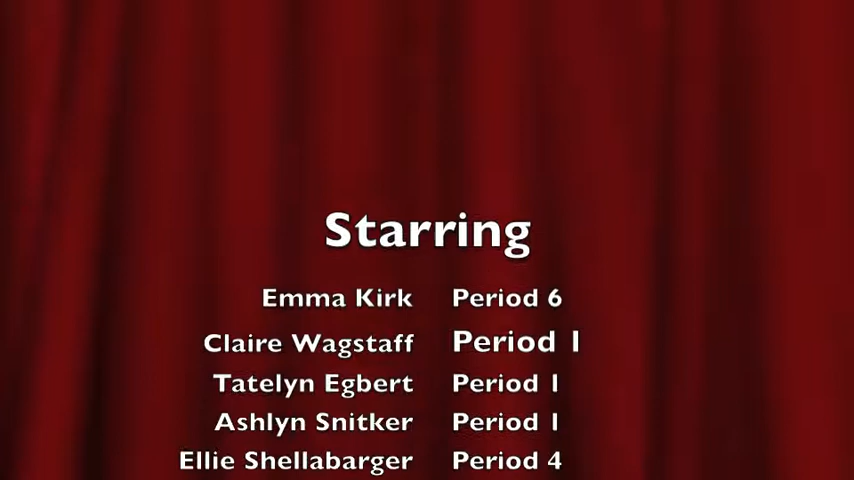 Starring
Emma Kirk Period 6
Claire Wagstaff Period 1
Tatelyn Egbert Period 1
Ashlyn Snitker Period 1
Ellie Shellabarger Period 4